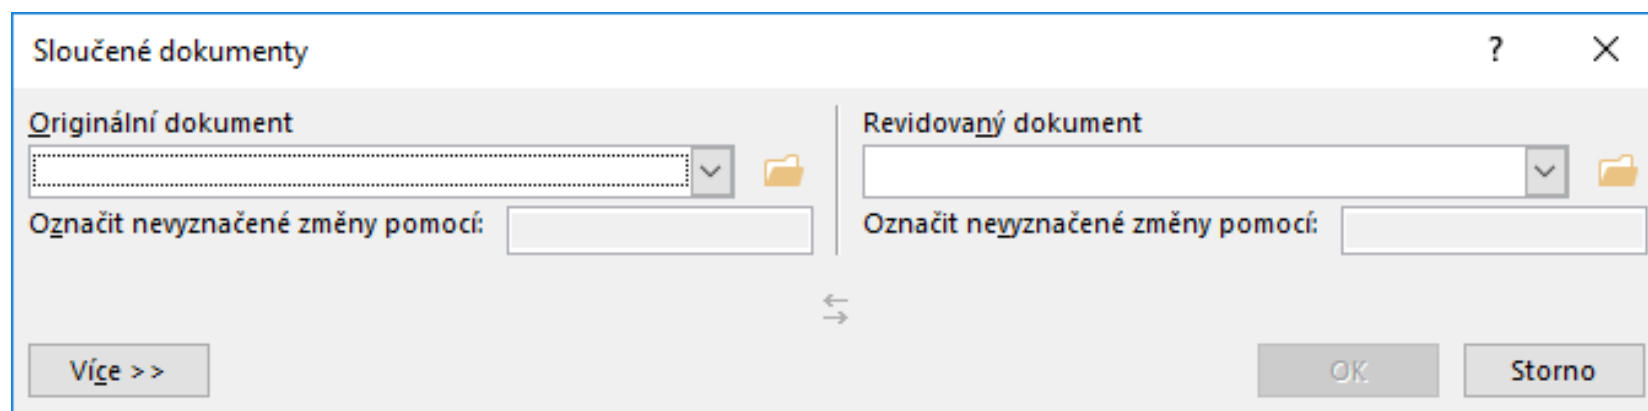 Sloučené dokumenty ?
Originální dokument
Revidovaný dokument
Označit nevyznačené změny pomocí:
Označit nevyznačené změny pomocí:
Více >>
OK
Storno